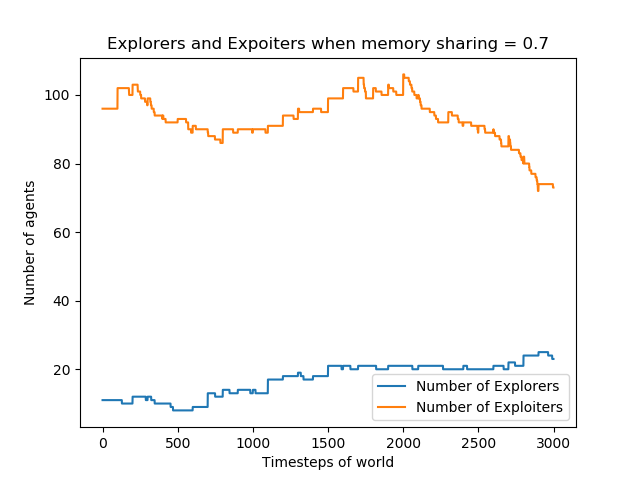 Explorers and Expoiters when memory sharing = 0.7
Number of agents
100
80
60
40
20
0
500
1000
1500
2000
2500
3000
Timesteps of world
Number of Explorers
Number of Exploiters